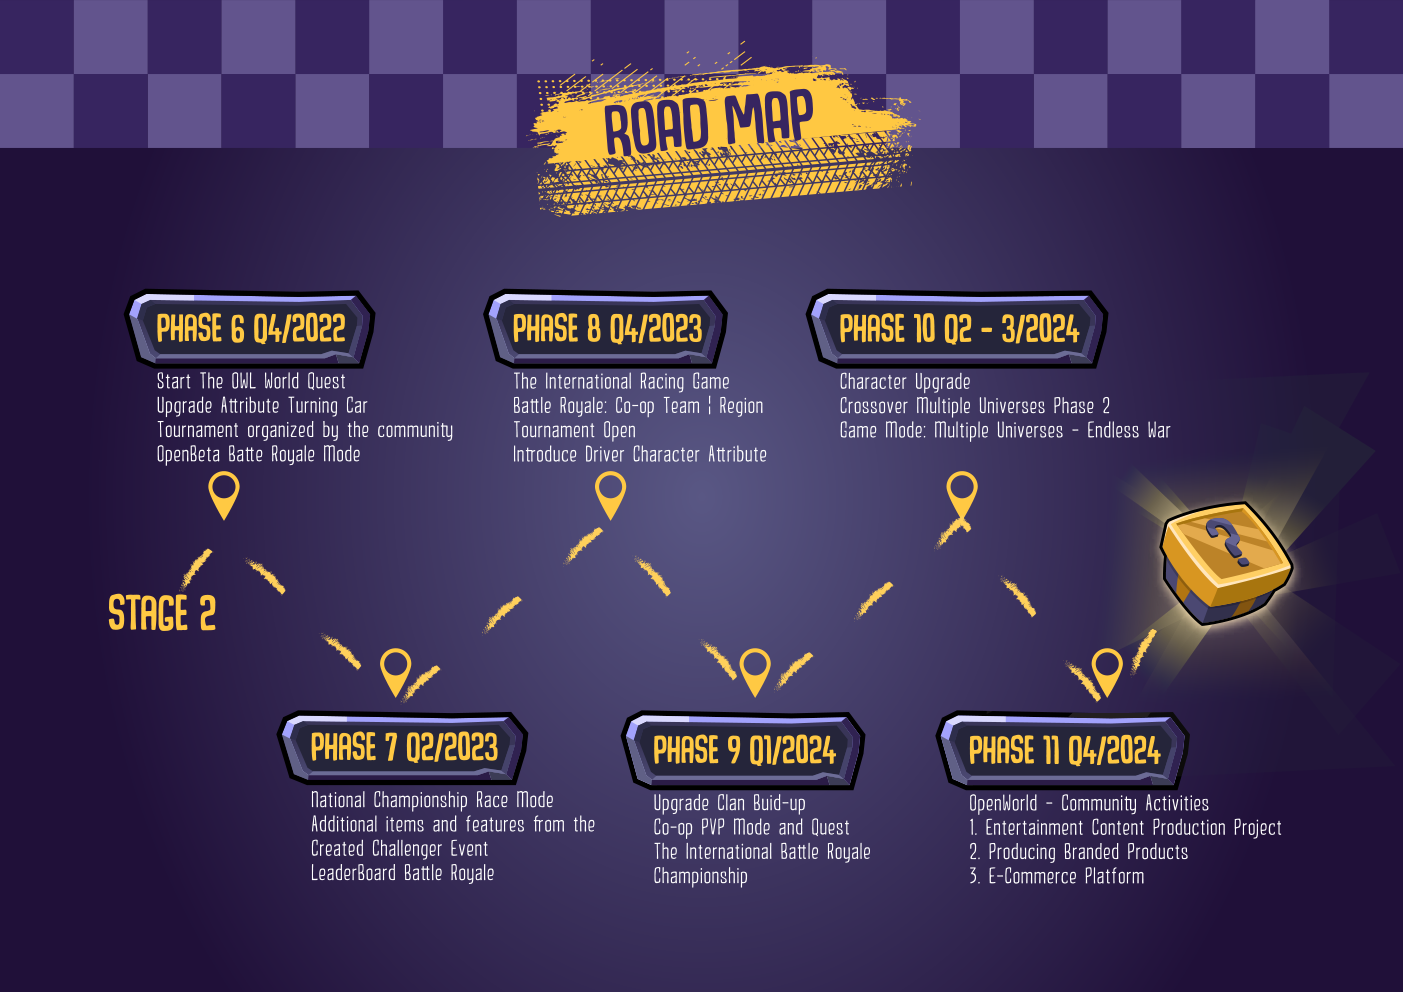 ROAD MAP
PHASE 6 Q4/2022
Start The OWL World Quest
Upgrade Attribute Turning Car
Tournament organized by the community
OpenBeta Batte Royale Mode
PHASE 8 Q4/2023
The International Racing Game
Battle Royale: Co-op Team ¦ Region
Tournament Open
Introduce Driver Character Attribute
PHASE 10 Q2 - 3/2024
Character Upgrade
Crossover Multiple Universes Phase 2
Game Mode: Multiple Universes - Endless War
?
STAGE 2
PHASE 7 Q2/2023
National Championship Race Mode
Additional items and features from the
Created Challenger Event
LeaderBoard Battle Royale
PHASE 9 Q1/2024
Upgrade Clan Buid-up
Co-op PVP Mode and Quest
The International Battle Royale
Championship
PHASE 11 Q4/2024
OpenWorld - Community Activities
1. Entertainment Content Production Project
2. Producing Branded Products
3. E-Commerce Platform